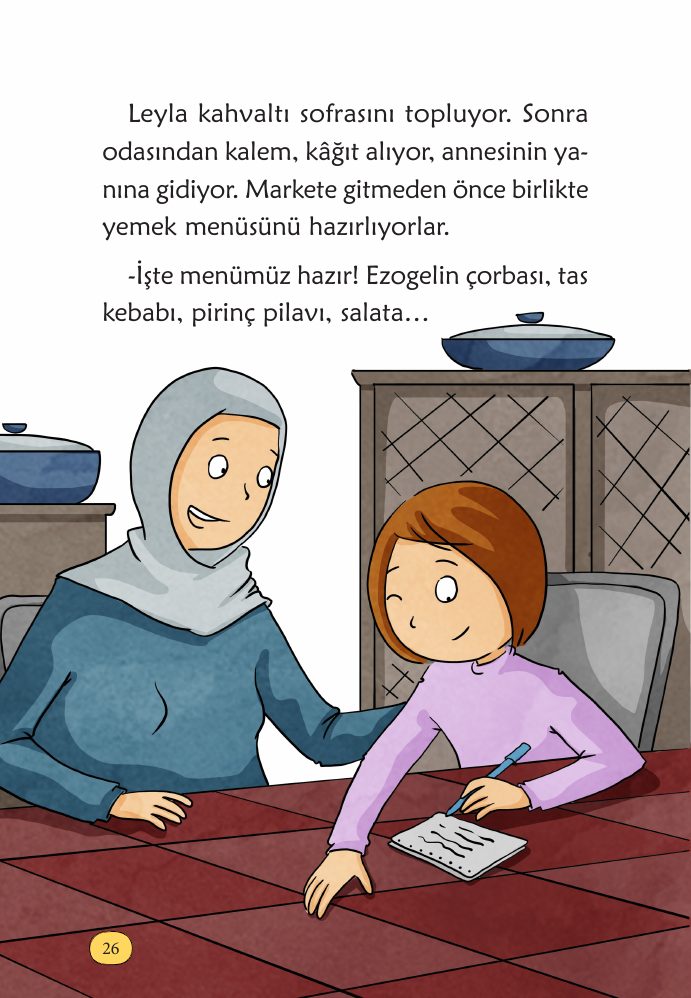 Leyla kahvaltı sofrasını topluyor. Sonra
odasından kalem, kâğıt alıyor, annesinin ya-
nına gidiyor. Markete gitmeden önce birlikte
yemek menüsünü hazırlıyorlar.
-İşte menümüz hazır! Ezogelin çorbası, tas
kebabı, pirinç pilavı, salata…
26